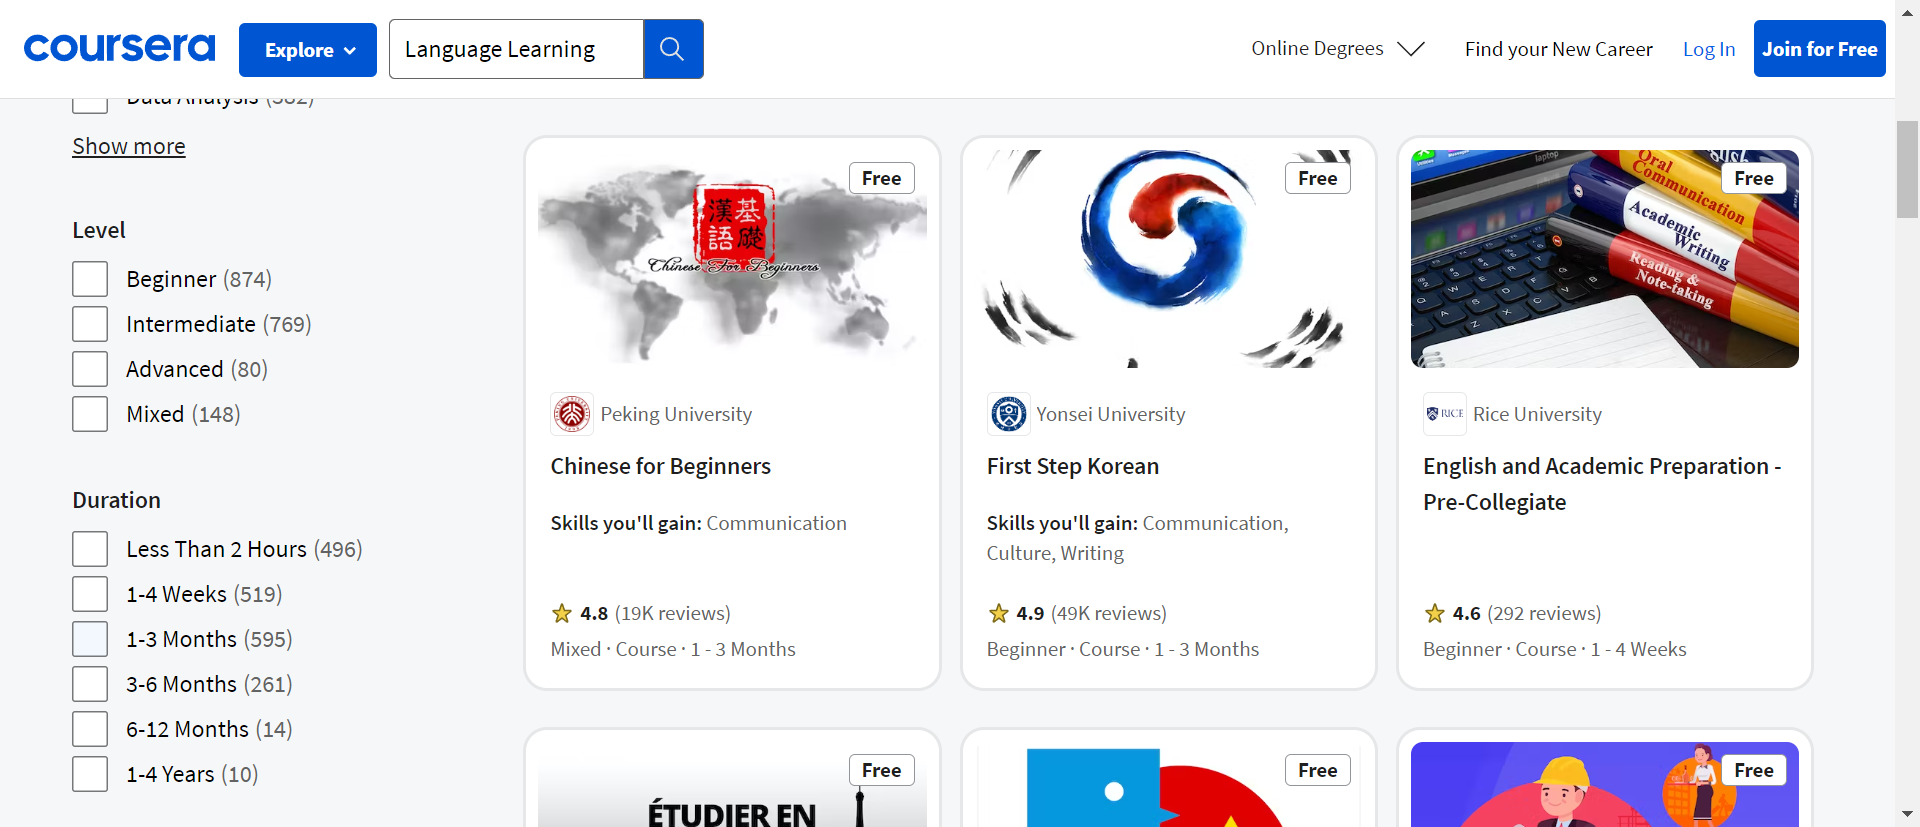 coursera
Explore
Language Learning
Online Degrees
Find your New Career
Log In
Join for Free
Data Analysis (382)
Show more
Level
Beginner (874)
Intermediate (769)
Advanced (80)
Mixed (148)
Duration
Less Than 2 Hours (496)
1-4 Weeks (519)
1-3 Months (595)
3-6 Months (261)
6-12 Months (14)
1-4 Years (10)
Free
漢基
語礎
Chinese For Beginners
Peking University
Chinese for Beginners
Skills you'll gain: Communication
4.8 (19K reviews)
Mixed · Course · 1 - 3 Months
Free
Yonsei University
First Step Korean
Skills you'll gain: Communication,
Culture, Writing
4.9 (49K reviews)
Beginner · Course · 1 - 3 Months
Free
laptop
Oral
Communication
Academic
Writing
Reading &
Note-taking
RICE
Rice University
English and Academic Preparation -
Pre-Collegiate
4.6 (292 reviews)
Beginner · Course · 1 - 4 Weeks
Free
ÉTUDIER EN
Free
Free